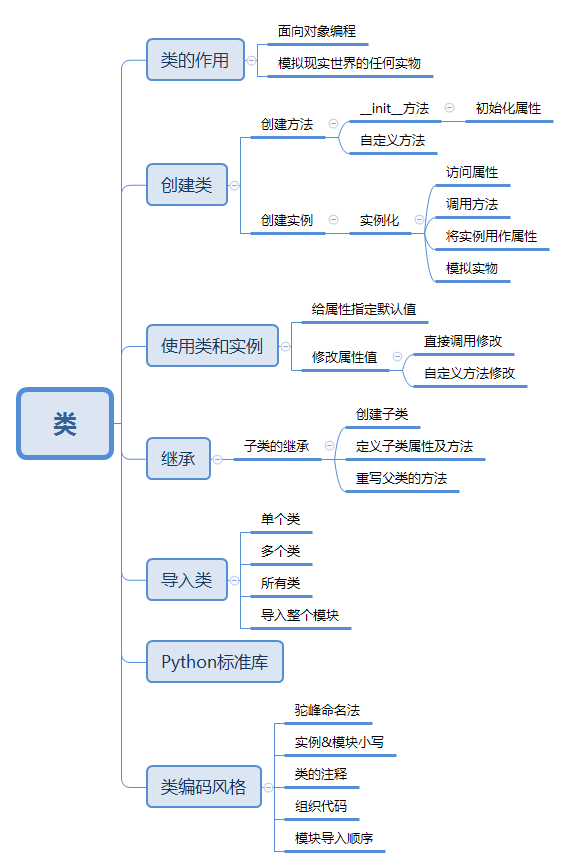 类
类的作用
面向对象编程
模拟现实世界的任何实物
创建类
创建方法
__init__方法
初始化属性
自定义方法
创建实例
实例化
访问属性
调用方法
将实例用作属性
模拟实物
使用类和实例
给属性指定默认值
修改属性值
直接调用修改
自定义方法修改
继承
子类的继承
创建子类
定义子类属性及方法
重写父类的方法
导入类
单个类
多个类
所有类
导入整个模块
Python标准库
类编码风格
驼峰命名法
实例&模块小写
类的注释
组织代码
模块导入顺序